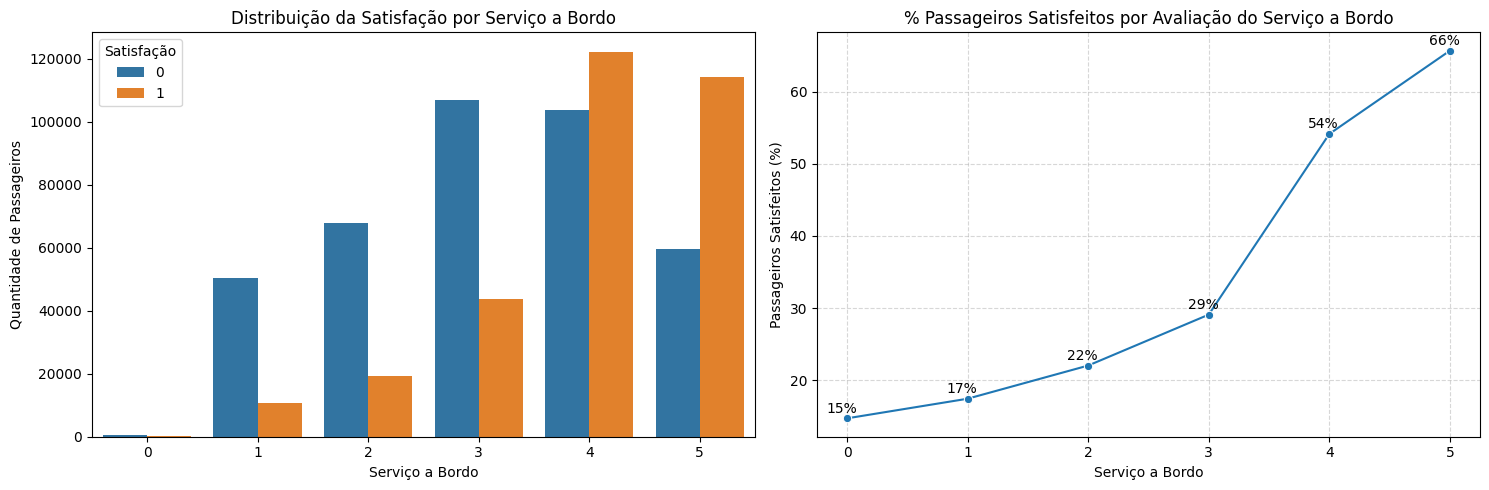 Distribuição da Satisfação por Serviço a Bordo
Satisfação
0
1
Quantidade de Passageiros
120000
100000
80000
60000
40000
20000
0
0 1 2 3 4 5
Serviço a Bordo
% Passageiros Satisfeitos por Avaliação do Serviço a Bordo
Passageiros Satisfeitos (%)
60
50
40
30
20
15%
17%
22%
29%
54%
66%
0 1 2 3 4 5
Serviço a Bordo